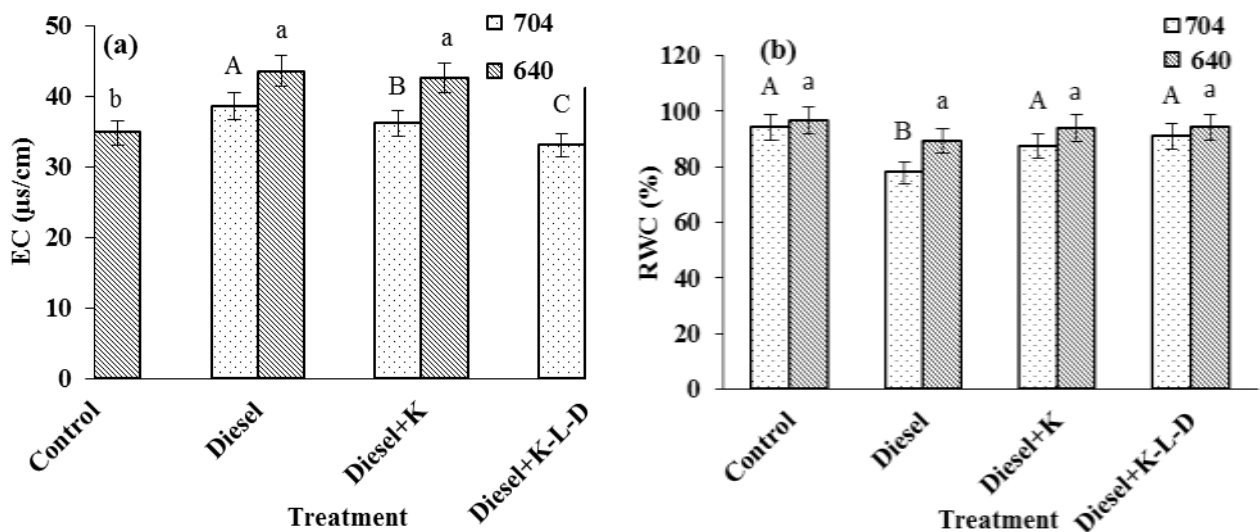 (a)
704
640
EC (µs/cm)
50
40
30
20
10
0
b
A
a
B
a
C
Control
Diesel
Diesel+K
Diesel+K-L-D
Treatment
(b)
704
640
RWC (%)
120
100
80
60
40
20
0
A
a
B
a
A
a
A
a
Control
Diesel
Diesel+K
Diesel+K-L-D
Treatment